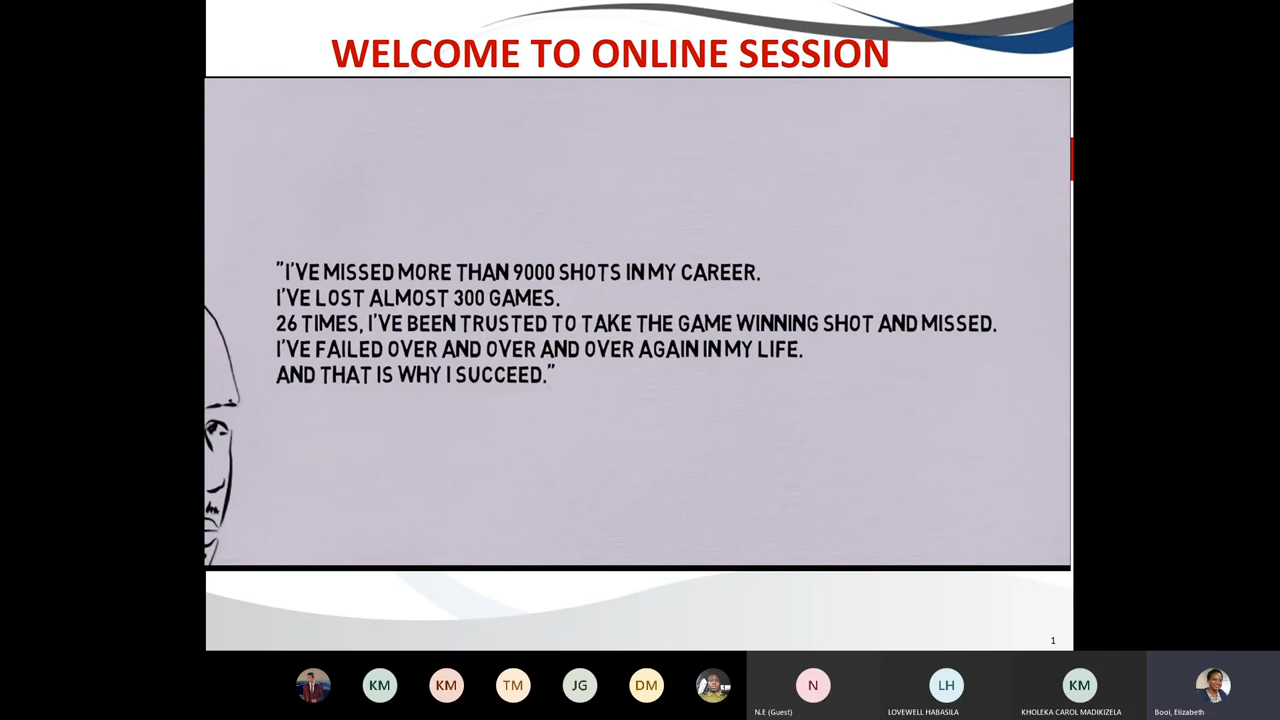 WELCOME TO ONLINE SESSION
"I'VE MISSED MORE THAN 9000 SHOTS IN MY CAREER.
I'VE LOST ALMOST 300 GAMES.
26 TIMES, I'VE BEEN TRUSTED TO TAKE THE GAME WINNING SHOT AND MISSED.
I'VE FAILED OVER AND OVER AND OVER AGAIN IN MY LIFE.
AND THAT IS WHY I SUCCEED."
1
KM
KM
TM
JG
DM
N
LH
KM
N.E (Guest)
LOVEWELL HABASILA
KHOLEKA CAROL MADIKIZELA
Booi, Elizabeth